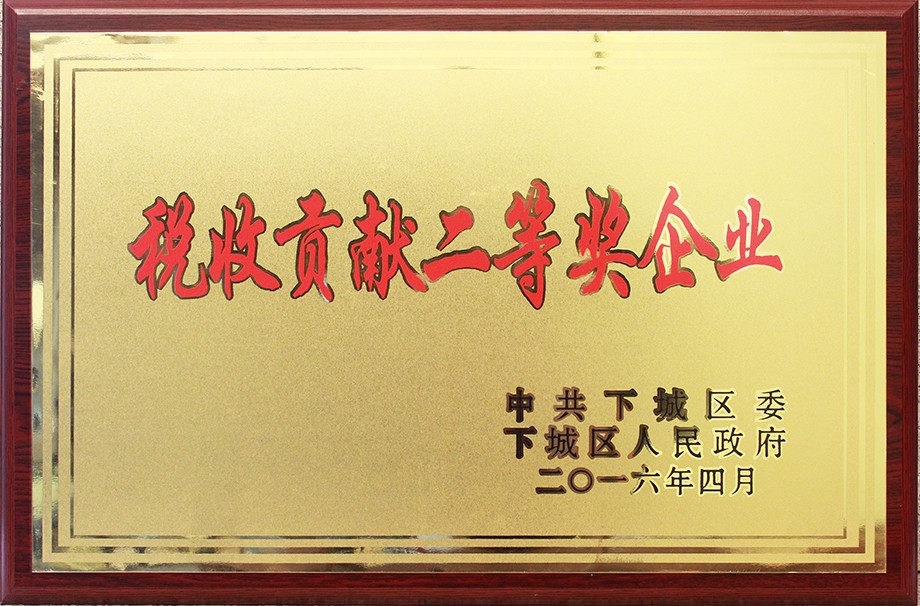 税收贡献二等奖企业
中共下城区委
下城区人民政府
二〇一六年四月